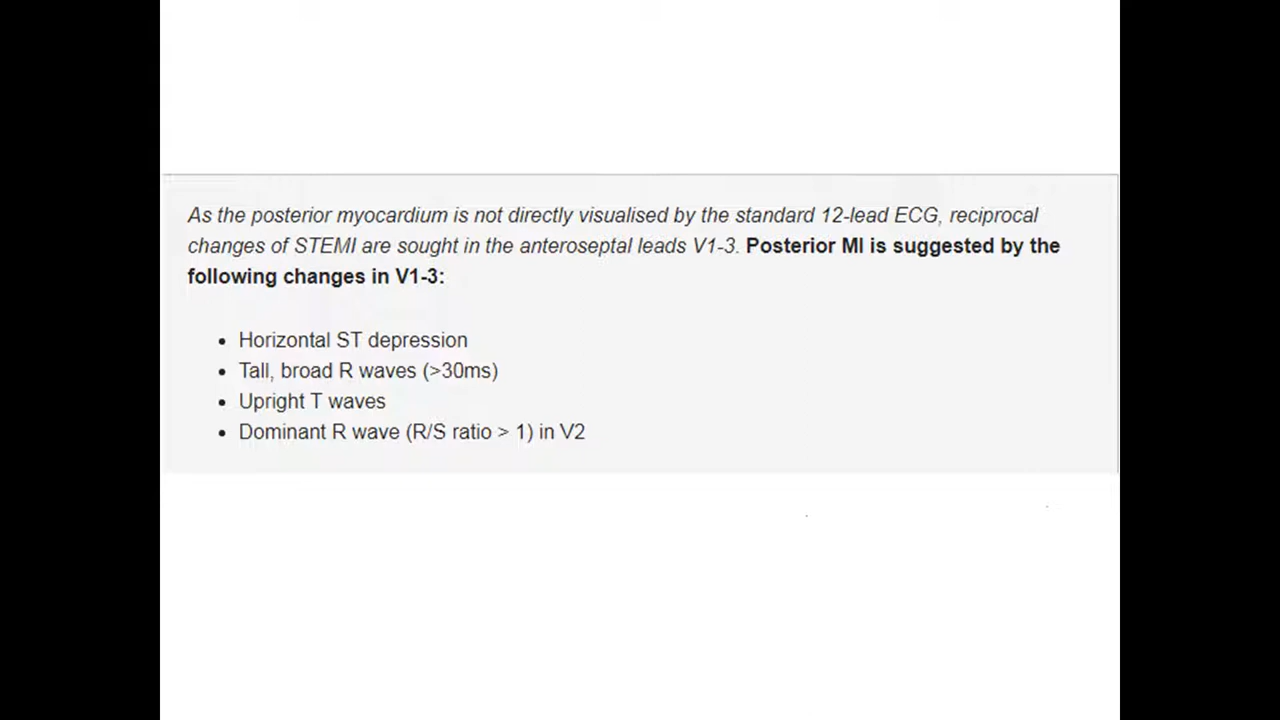 As the posterior myocardium is not directly visualised by the standard 12-lead ECG, reciprocal
changes of STEMI are sought in the anteroseptal leads V1-3. Posterior MI is suggested by the
following changes in V1-3:
• Horizontal ST depression
• Tall, broad R waves (>30ms)
• Upright T waves
• Dominant R wave (R/S ratio > 1) in V2